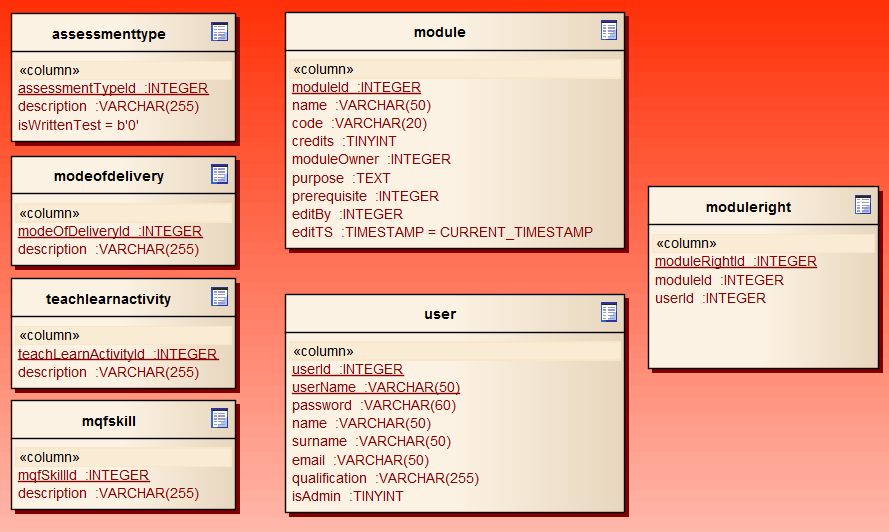 assessmenttype
«column»
assessmentTypeId :INTEGER
description :VARCHAR(255)
isWrittenTest = b'0'
modeofdelivery
«column»
modeOfDeliveryId :INTEGER
description :VARCHAR(255)
teachlearnactivity
«column»
teachLearnActivityId :INTEGER
description :VARCHAR(255)
mqfskill
«column»
mqfSkillId :INTEGER
description :VARCHAR(255)
module
«column»
moduleId :INTEGER
name :VARCHAR(50)
code :VARCHAR(20)
credits :TINYINT
moduleOwner :INTEGER
purpose :TEXT
prerequisite :INTEGER
editBy :INTEGER
editTS :TIMESTAMP = CURRENT_TIMESTAMP
user
«column»
userId :INTEGER
userName :VARCHAR(50)
password :VARCHAR(60)
name :VARCHAR(50)
surname :VARCHAR(50)
email :VARCHAR(50)
qualification :VARCHAR(255)
isAdmin :TINYINT
moduleright
«column»
moduleRightId :INTEGER
moduleId :INTEGER
userId :INTEGER